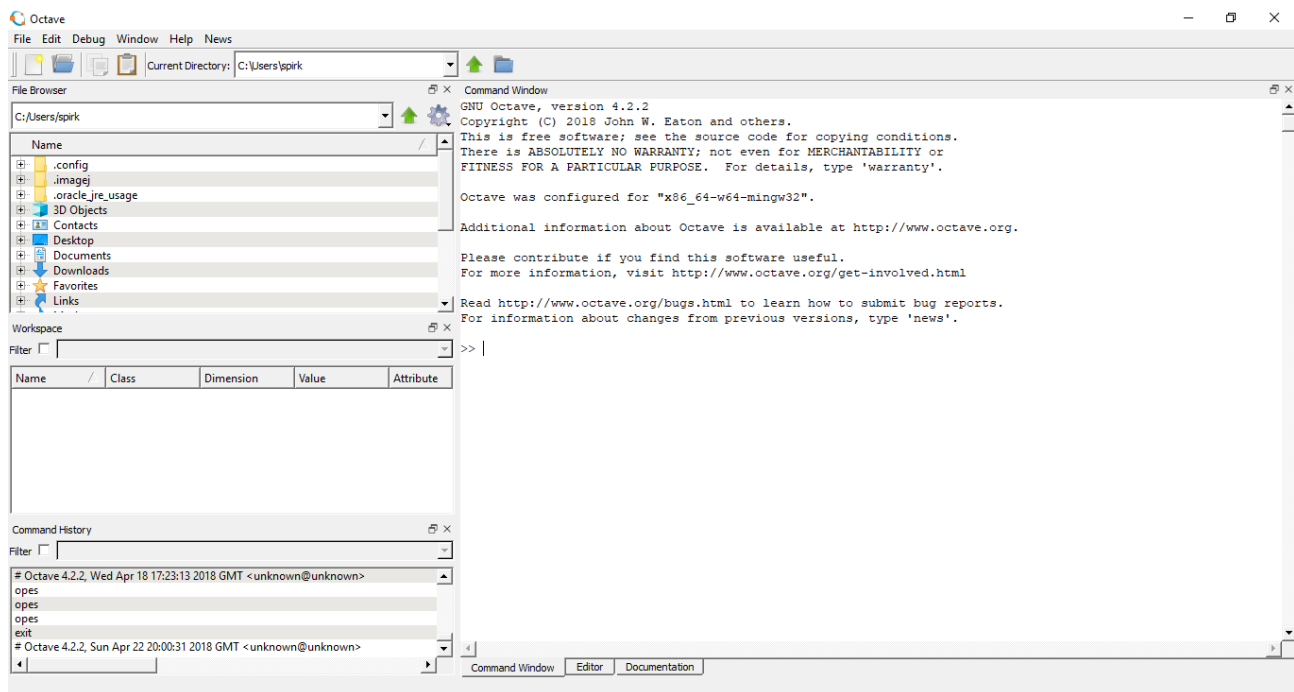 Octave
File Edit Debug Window Help News
Current Directory: C:\Users\spirk
File Browser
C:/Users/spirk
Name
.config
.imagej
.oracle_jre_usage
3D Objects
Contacts
Desktop
Documents
Downloads
Favorites
Links
Workspace
Filter
Name Class Dimension Value Attribute
Command History
Filter
# Octave 4.2.2, Wed Apr 18 17:23:13 2018 GMT <unknown@unknown>
opes
opes
opes
exit
# Octave 4.2.2, Sun Apr 22 20:00:31 2018 GMT <unknown@unknown>
Command Window
GNU Octave, version 4.2.2
Copyright (C) 2018 John W. Eaton and others.
This is free software; see the source code for copying conditions.
There is ABSOLUTELY NO WARRANTY; not even for MERCHANTABILITY or
FITNESS FOR A PARTICULAR PURPOSE.  For details, type 'warranty'.
Octave was configured for "x86_64-w64-mingw32".
Additional information about Octave is available at http://www.octave.org.
Please contribute if you find this software useful.
For more information, visit http://www.octave.org/get-involved.html
Read http://www.octave.org/bugs.html to learn how to submit bug reports.
For information about changes from previous versions, type 'news'.
>>
Command Window Editor Documentation